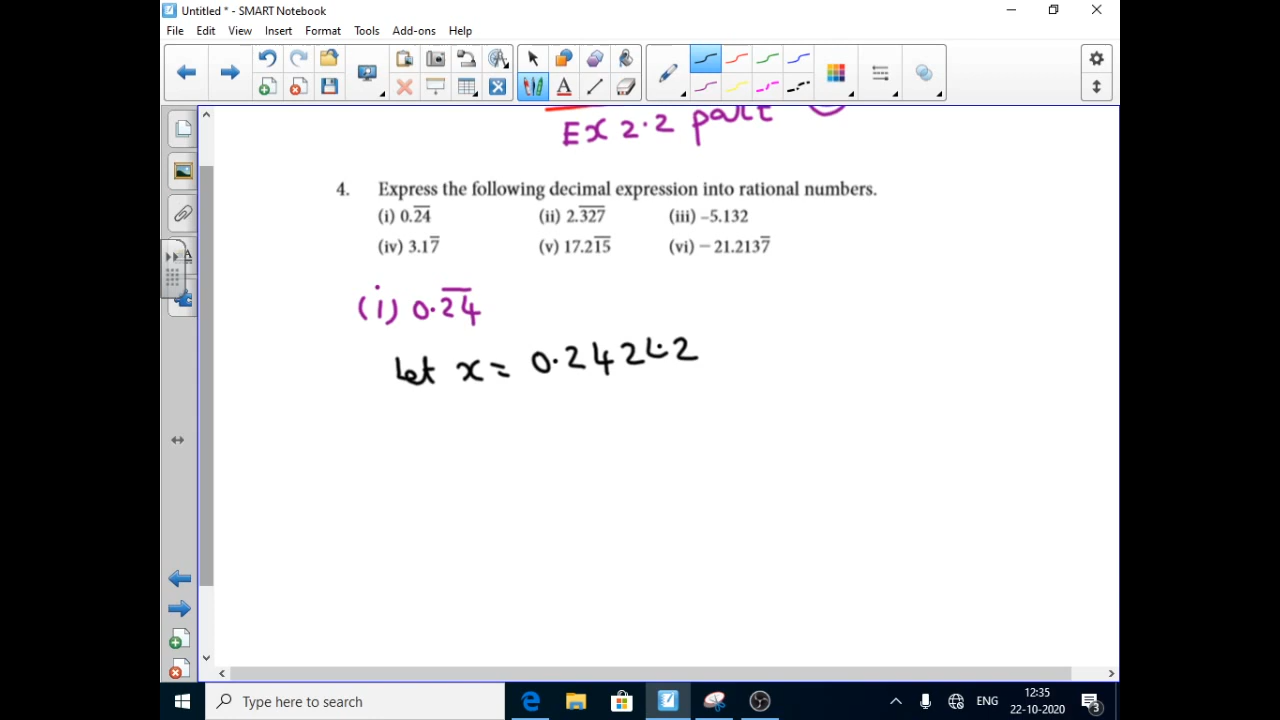 Untitled * - SMART Notebook
File Edit View Insert Format Tools Add-ons Help
Ex 2.2 part
4. Express the following decimal expression into rational numbers.
(i) 0.2̅4̅ (ii) 2.3̅2̅7̅ (iii) –5.132
(iv) 3.17̅ (v) 17.21̅5̅ (vi) – 21.2137̅
(i) 0.2̅4̅
Let x = 0.242
Type here to search
ENG
12:35
22-10-2020
3